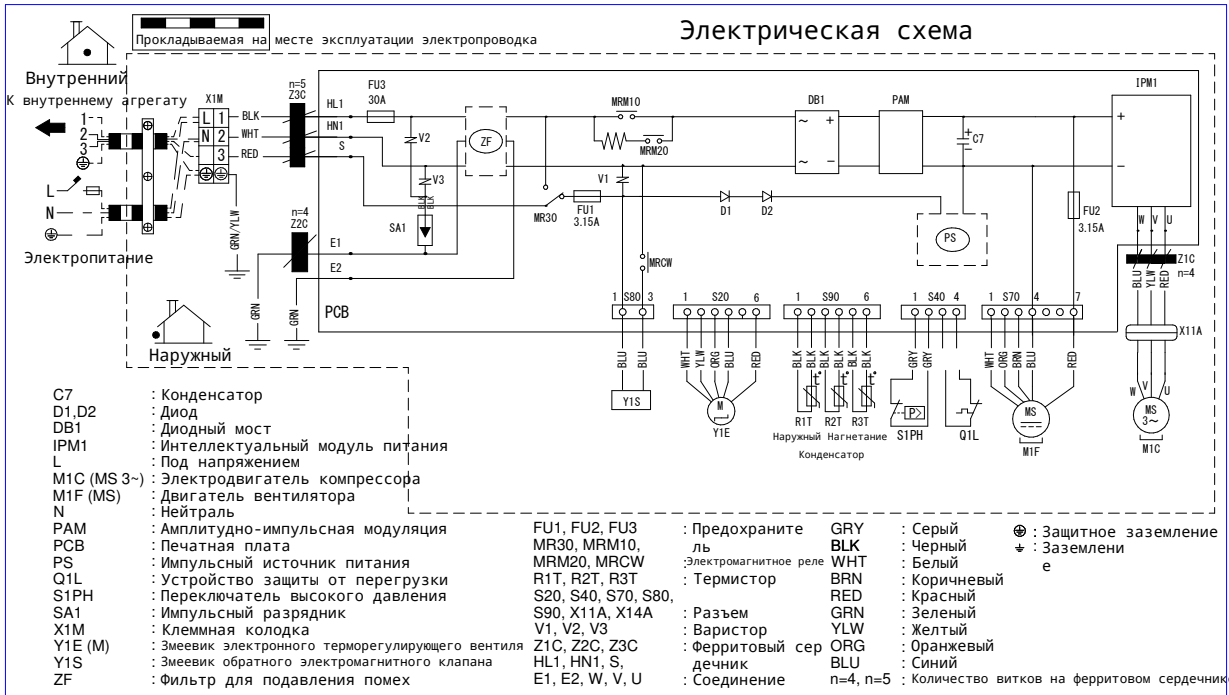 Электрическая схема
Прокладываемая на месте эксплуатации электропроводка
Внутренний
К внутреннему агрегату
X1M
1
2
3
L 1
N 2
3
BLK
WHT
RED
n=5
Z3C
HL1
HN1
S
FU3
30A
V2
V3
BLK
BLK
SA1
ZF
MRM10
MRM20
DB1
PAM
C7
IPM1
V1
MR30
FU1
3.15A
D1
D2
PS
FU2
3.15A
W V U
L
N
Электропитание
GRN/YLW
n=4
Z2C
E1
E2
GRN
GRN
PCB
MRCW
Z1C
n=4
BLU
YLW
RED
X11A
Наружный
1 S80 3
1 S20 6
1 S90 6
1 S40 4
1 S70 4 7
BLU
BLU
WHT
YLW
ORG
BLU
RED
BLK
BLK
BLK
BLK
BLK
BLK
GRY
GRY
WHT
ORG
BRN
BLU
RED
Y1S
M
Y1E
t°
t°
t°
R1T R2T R3T
Наружный Нагнетание
Конденсатор
P>
S1PH
Q1L
MS
M1F
W V U
MS
3~
M1C
C7 : Конденсатор
D1,D2 : Диод
DB1 : Диодный мост
IPM1 : Интеллектуальный модуль питания
L : Под напряжением
M1C (MS 3~) : Электродвигатель компрессора
M1F (MS) : Двигатель вентилятора
N : Нейтраль
PAM : Амплитудно-импульсная модуляция
PCB : Печатная плата
PS : Импульсный источник питания
Q1L : Устройство защиты от перегрузки
S1PH : Переключатель высокого давления
SA1 : Импульсный разрядник
X1M : Клеммная колодка
Y1E (M) : Змеевик электронного терморегулирующего вентиля
Y1S : Змеевик обратного электромагнитного клапана
ZF : Фильтр для подавления помех
FU1, FU2, FU3 : Предохраните
ль
MR30, MRM10,
MRM20, MRCW :Электромагнитное реле
R1T, R2T, R3T : Термистор
S20, S40, S70, S80,
S90, X11A, X14A : Разъем
V1, V2, V3 : Варистор
Z1C, Z2C, Z3C : Ферритовый сер
дечник
HL1, HN1, S,
E1, E2, W, V, U : Соединение
GRY : Серый
BLK : Черный
WHT : Белый
BRN : Коричневый
RED : Красный
GRN : Зеленый
YLW : Желтый
ORG : Оранжевый
BLU : Синий
n=4, n=5 : Количество витков на ферритовом сердечник
: Защитное заземление
: Заземлени
е